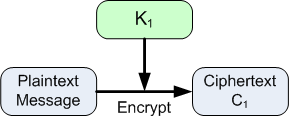 K₁
Plaintext
Message
Encrypt
Ciphertext
C₁